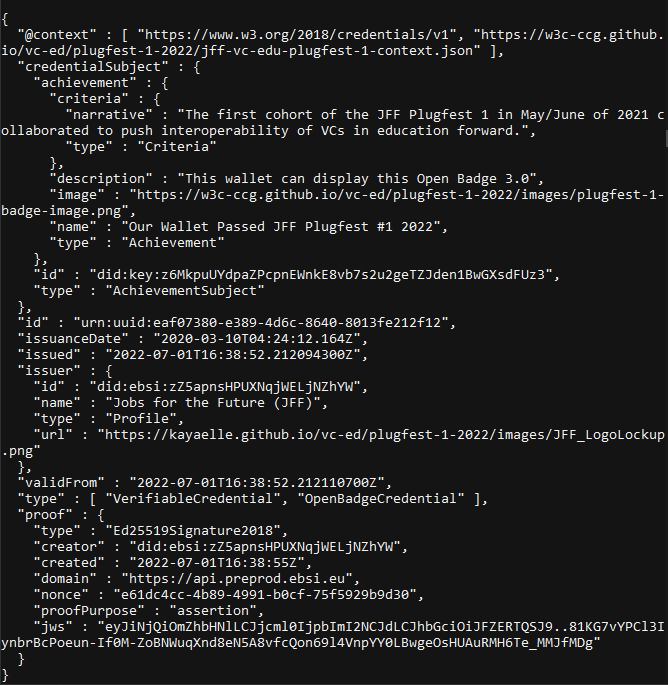 {
  "@context" : [ "https://www.w3.org/2018/credentials/v1", "https://w3c-ccg.github.
io/vc-ed/plugfest-1-2022/jff-vc-edu-plugfest-1-context.json" ],
  "credentialSubject" : {
    "achievement" : {
      "criteria" : {
        "narrative" : "The first cohort of the JFF Plugfest 1 in May/June of 2021 c
ollaborated to push interoperability of VCs in education forward.",
        "type" : "Criteria"
      },
      "description" : "This wallet can display this Open Badge 3.0",
      "image" : "https://w3c-ccg.github.io/vc-ed/plugfest-1-2022/images/plugfest-1-
badge-image.png",
      "name" : "Our Wallet Passed JFF Plugfest #1 2022",
      "type" : "Achievement"
    },
    "id" : "did:key:z6MkpuUYdpaZPcpnEWnkE8vb7s2u2geTZJden1BwGXsdFUz3",
    "type" : "AchievementSubject"
  },
  "id" : "urn:uuid:eaf07380-e389-4d6c-8640-8013fe212f12",
  "issuanceDate" : "2020-03-10T04:24:12.164Z",
  "issued" : "2022-07-01T16:38:52.212094300Z",
  "issuer" : {
    "id" : "did:ebsi:zZ5apnsHPUXNqjWELjNZhYW",
    "name" : "Jobs for the Future (JFF)",
    "type" : "Profile",
    "url" : "https://kayaelle.github.io/vc-ed/plugfest-1-2022/images/JFF_LogoLockup
.png"
  },
  "validFrom" : "2022-07-01T16:38:52.212110700Z",
  "type" : [ "VerifiableCredential", "OpenBadgeCredential" ],
  "proof" : {
    "type" : "Ed25519Signature2018",
    "creator" : "did:ebsi:zZ5apnsHPUXNqjWELjNZhYW",
    "created" : "2022-07-01T16:38:55Z",
    "domain" : "https://api.preprod.ebsi.eu",
    "nonce" : "e61dc4cc-4b89-4991-b0cf-75f5929b9d30",
    "proofPurpose" : "assertion",
    "jws" : "eyJiNjQiOmZhbHNlLCJjcml0IjpbImI2NCJdLCJhbGciOiJFZERTQSJ9..81KG7vYPCl3I
ynbrBcPoeun-If0M-ZoBNWuqXnd8eN5A8vfcQon69l4VnpYY0LBwgeOsHUAuRMH6Te_MMJfMDg"
  }
}